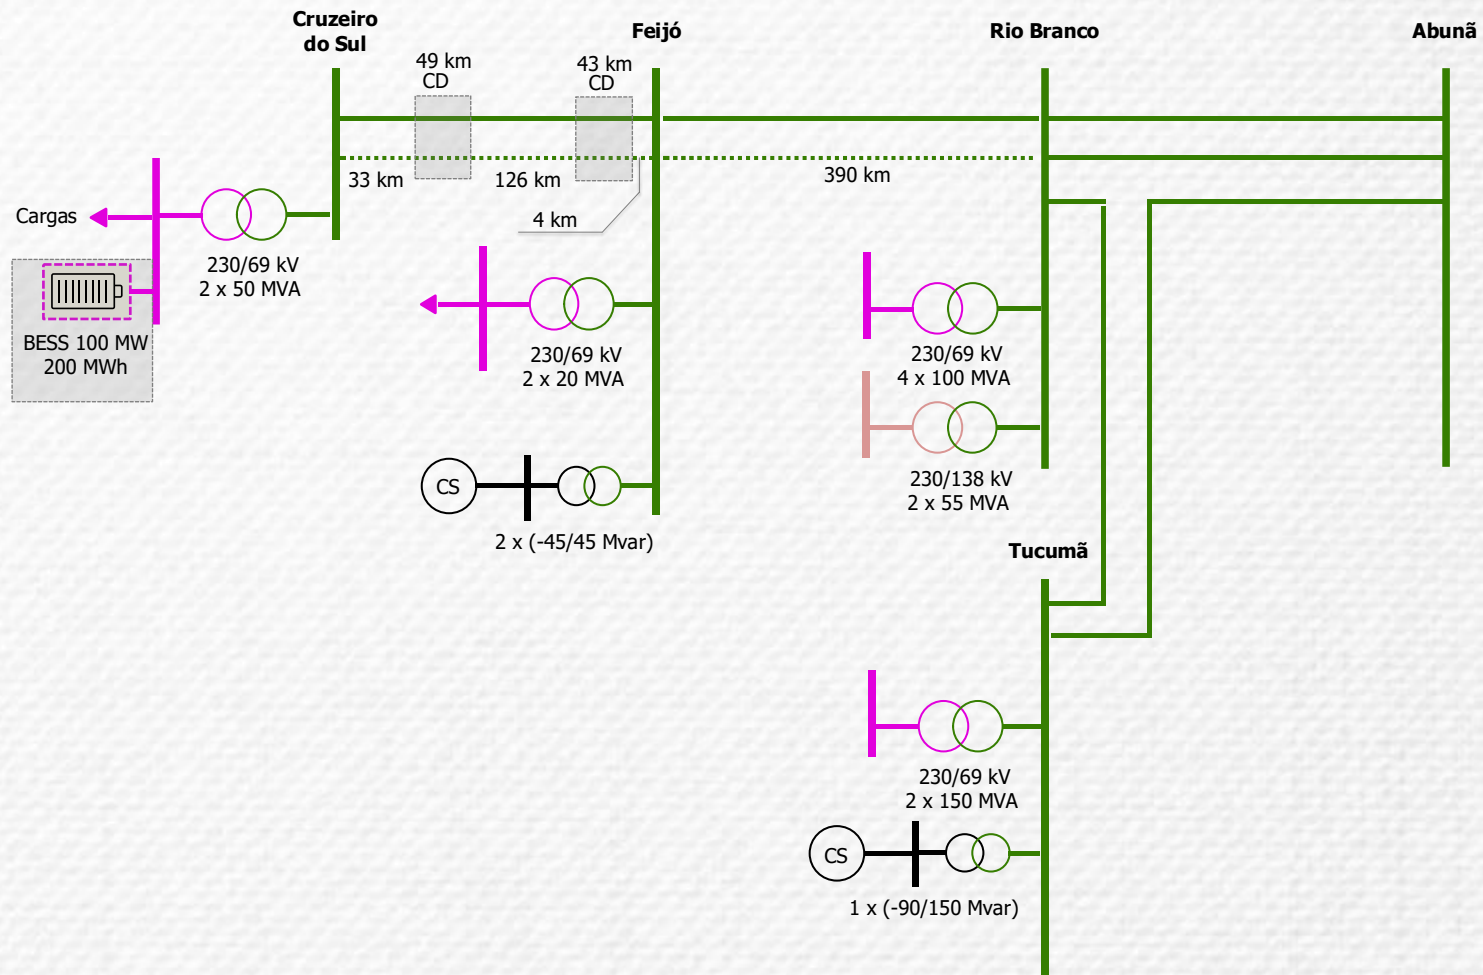 Cruzeiro
do Sul
Feijó
Rio Branco
Abunã
49 km
CD
43 km
CD
33 km
126 km
390 km
4 km
Cargas
230/69 kV
2 x 50 MVA
BESS 100 MW
200 MWh
230/69 kV
2 x 20 MVA
230/69 kV
4 x 100 MVA
CS
2 x (-45/45 Mvar)
230/138 kV
2 x 55 MVA
Tucumã
230/69 kV
2 x 150 MVA
CS
1 x (-90/150 Mvar)